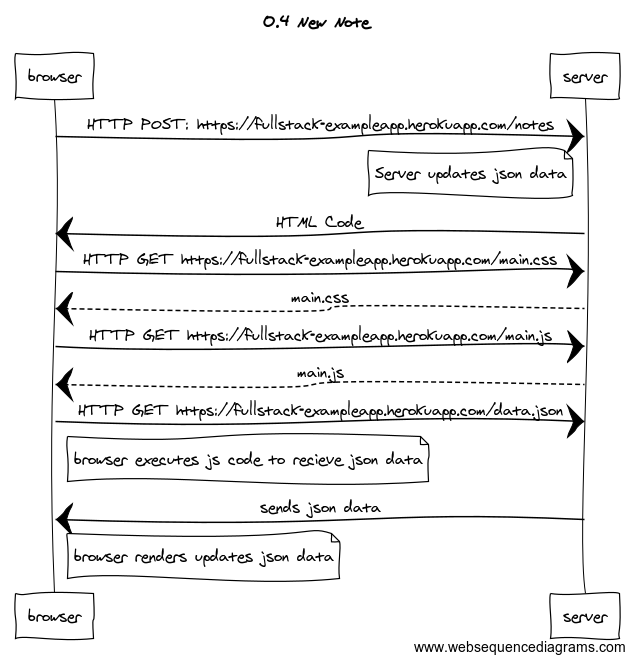 0.4 New Note
browser
server
HTTP POST: https://fullstack-exampleapp.herokuapp.com/notes
Server updates json data
HTML Code
HTTP GET https://fullstack-exampleapp.herokuapp.com/main.css
main.css
HTTP GET https://fullstack-exampleapp.herokuapp.com/main.js
main.js
HTTP GET https://fullstack-exampleapp.herokuapp.com/data.json
browser executes js code to recieve json data
sends json data
browser renders updates json data
browser
server
www.websequencediagrams.com